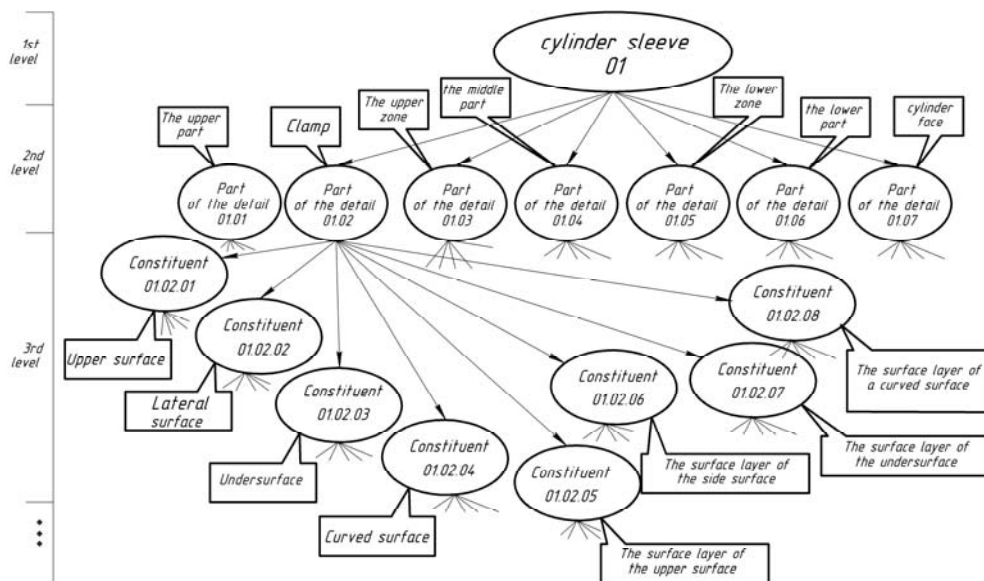 1st
level
cylinder sleeve
01
The upper
part
Clamp
The upper
zone
the middle
part
The lower
zone
the lower
part
cylinder
face
2nd
level
Part
of the detail
01.01
Part
of the detail
01.02
Part
of the detail
01.03
Part
of the detail
01.04
Part
of the detail
01.05
Part
of the detail
01.06
Part
of the detail
01.07
3rd
level
Constituent
01.02.01
Upper surface
Constituent
01.02.02
Lateral
surface
Constituent
01.02.03
Undersurface
Constituent
01.02.04
Curved surface
Constituent
01.02.05
The surface layer of
the upper surface
Constituent
01.02.06
The surface layer of
the side surface
Constituent
01.02.07
The surface layer of
the undersurface
Constituent
01.02.08
The surface layer of
a curved surface